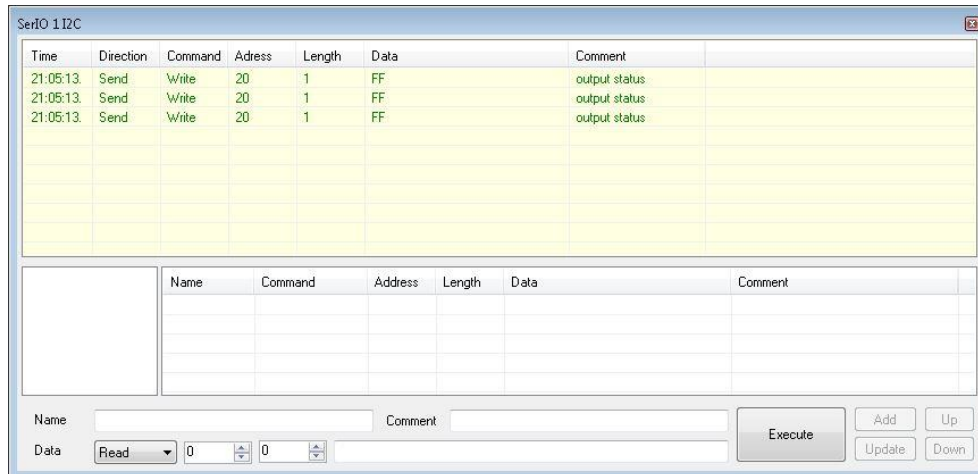 SerIO 1 I2C
Time Direction Command Adress Length Data Comment
21:05:13. Send Write 20 1 FF output status
21:05:13. Send Write 20 1 FF output status
21:05:13. Send Write 20 1 FF output status
Name Command Address Length Data Comment
Name Comment Execute Add Up
Data Read 0 0 Update Down